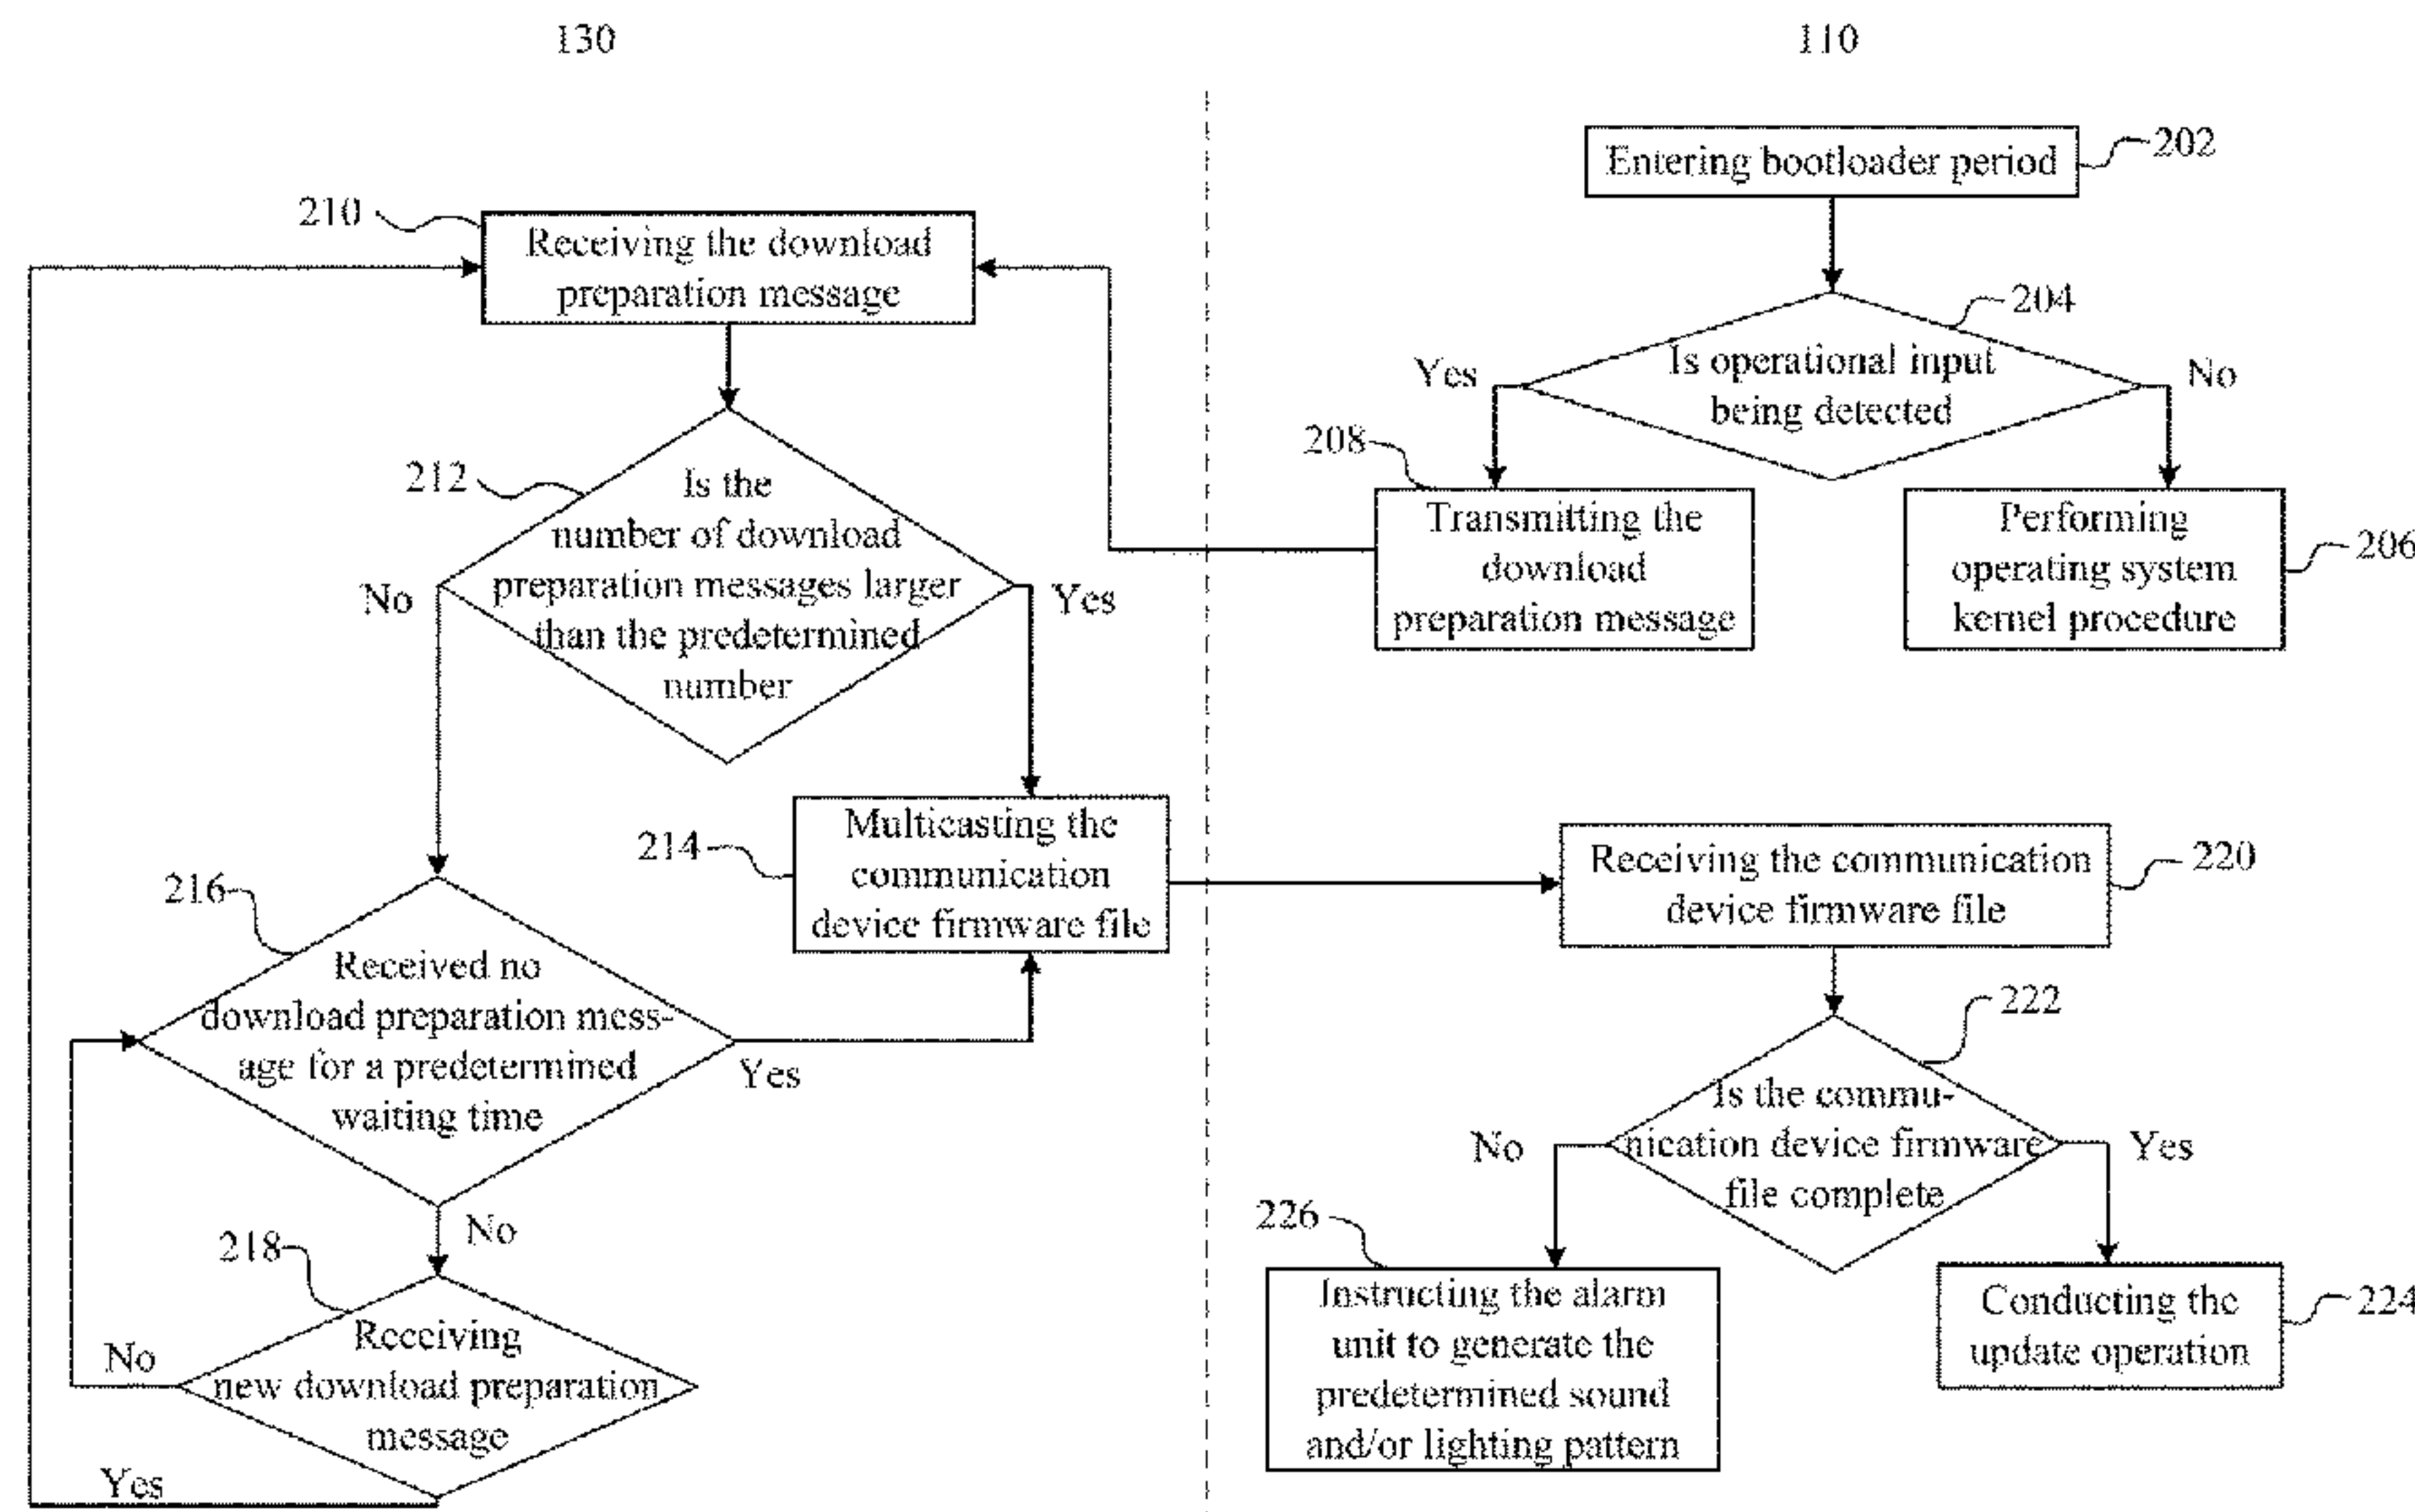 130
110
Entering bootloader period
202
210
Receiving the download
preparation message
204
Is operational input
being detected
Yes
No
208
Transmitting the
download
preparation message
Performing
operating system
kernel procedure
206
212
Is the
number of download
preparation messages larger
than the predetermined
number
No
Yes
214
Multicasting the
communication
device firmware file
220
Receiving the communication
device firmware file
216
Received no
download preparation mess-
age for a predetermined
waiting time
Yes
No
222
Is the commu-
nication device firmware
file complete
No
Yes
218
Receiving
new download preparation
message
No
Yes
226
Instructing the alarm
unit to generate the
predetermined sound
and/or lighting pattern
Conducting the
update operation
224